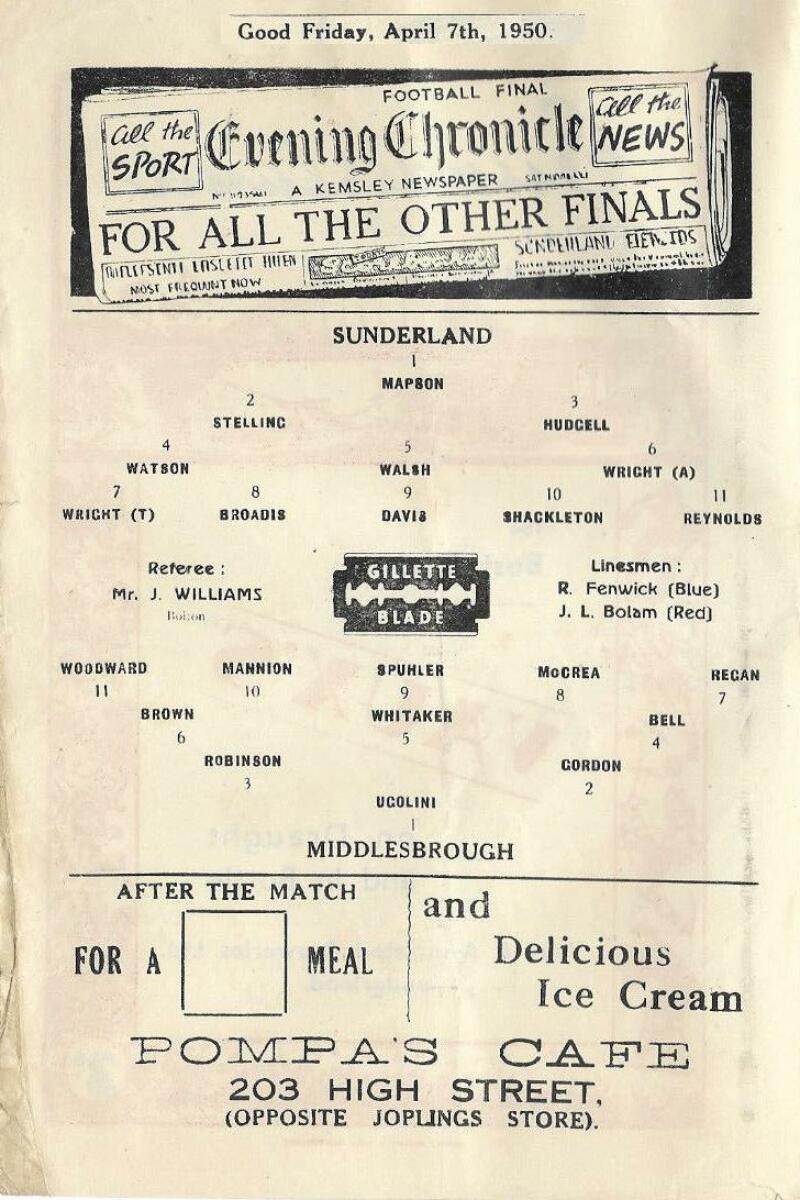 Good Friday, April 7th, 1950.
FOOTBALL FINAL
All the SPORT
Evening Chronicle
All the NEWS
A KEMSLEY NEWSPAPER
FOR ALL THE OTHER FINALS
MOST FREQUENT NOW
SUNDERLAND
1
MAPSON
2 3
STELLING HUDGELL
4 5 6
WATSON WALSH WRIGHT (A)
7 8 9 10 11
WRIGHT (T) BROADIS DAVIS SHACKLETON REYNOLDS
Referee :
Mr. J. WILLIAMS
Bolton
GILLETTE
BLADE
Linesmen :
R. Fenwick (Blue)
J. L. Bolam (Red)
WOODWARD MANNION SPUHLER McCREA REGAN
11 10 9 8 7
BROWN WHITAKER BELL
6 5 4
ROBINSON GORDON
3 2
UGOLINI
1
MIDDLESBROUGH
AFTER THE MATCH
FOR A MEAL
and
Delicious
Ice Cream
POMPA'S CAFE
203 HIGH STREET,
(OPPOSITE JOPLINGS STORE).